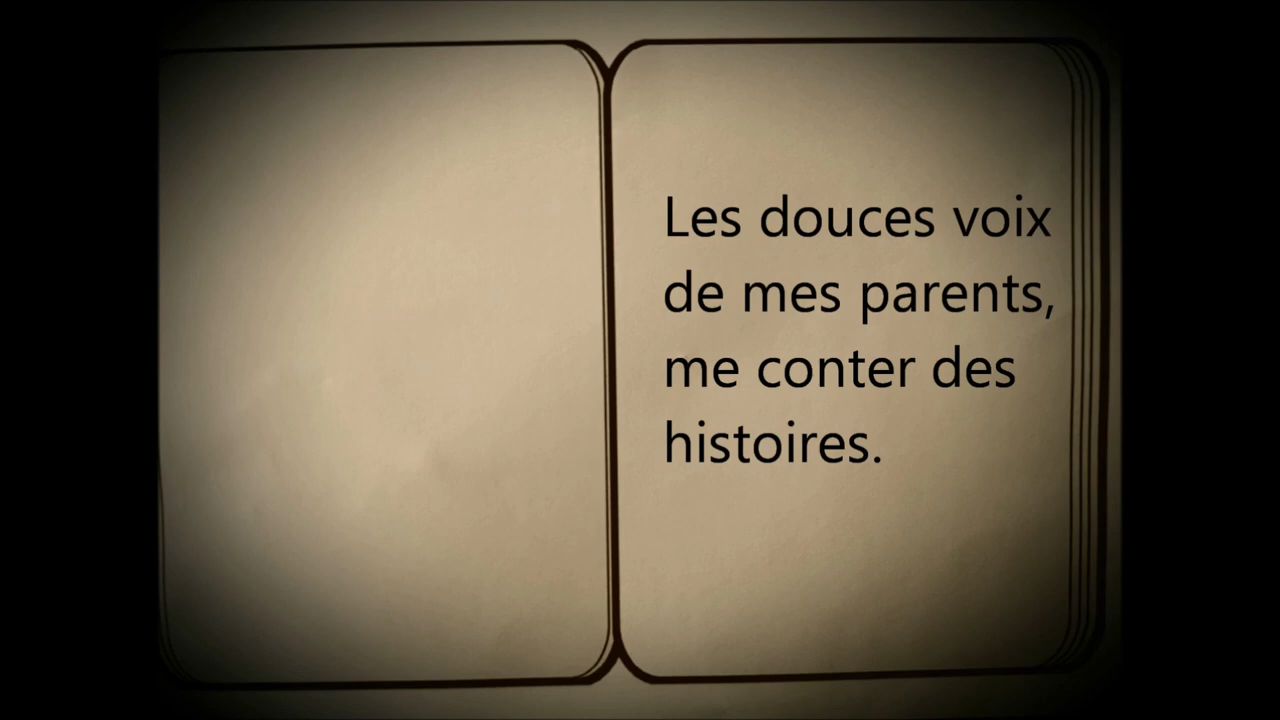 Les douces voix
de mes parents,
me conter des
histoires.